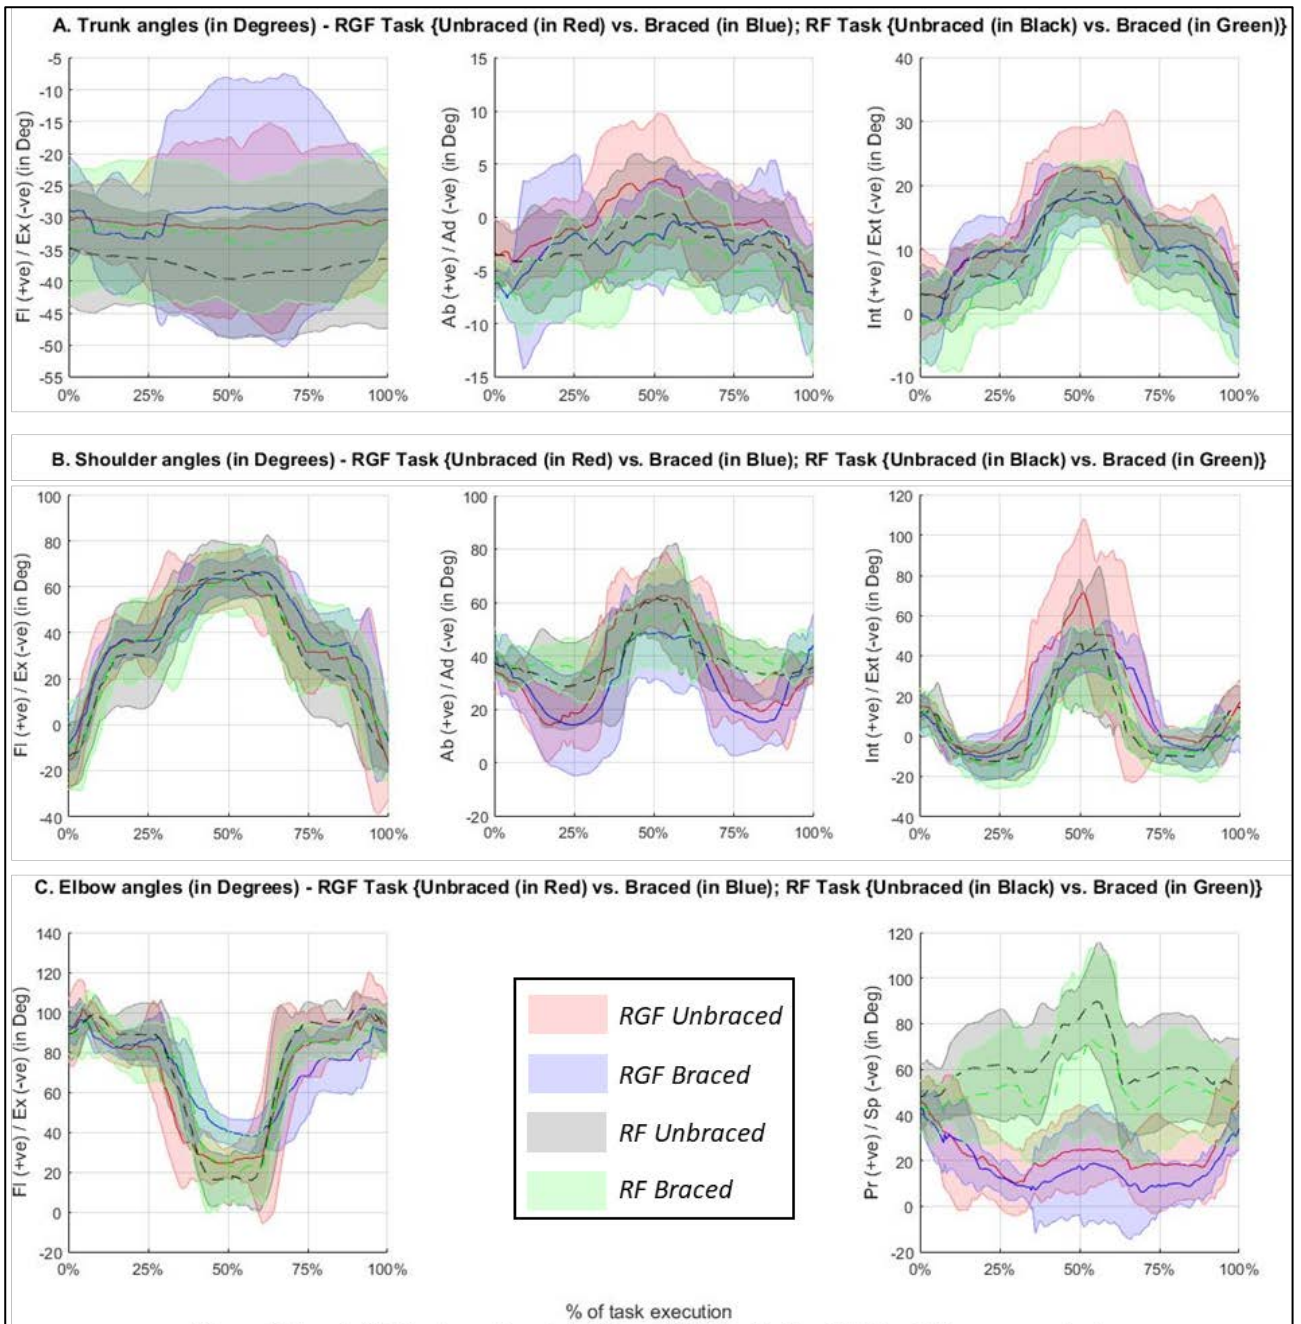 A. Trunk angles (in Degrees) - RGF Task {Unbraced (in Red) vs. Braced (in Blue); RF Task {Unbraced (in Black) vs. Braced (in Green)}
Fl (+ve) / Ex (-ve) (in Deg)
-5
-10
-15
-20
-25
-30
-35
-40
-45
-50
-55
0% 25% 50% 75% 100%
Ab (+ve) / Ad (-ve) (in Deg)
15
10
5
0
-5
-10
-15
0% 25% 50% 75% 100%
Int (+ve) / Ext (-ve) (in Deg)
40
30
20
10
0
-10
0% 25% 50% 75% 100%
B. Shoulder angles (in Degrees) - RGF Task {Unbraced (in Red) vs. Braced (in Blue); RF Task {Unbraced (in Black) vs. Braced (in Green)}
Fl (+ve) / Ex (-ve) (in Deg)
100
80
60
40
20
0
-20
-40
0% 25% 50% 75% 100%
Ab (+ve) / Ad (-ve) (in Deg)
100
80
60
40
20
0
-20
0% 25% 50% 75% 100%
Int (+ve) / Ext (-ve) (in Deg)
120
100
80
60
40
20
0
-20
-40
0% 25% 50% 75% 100%
C. Elbow angles (in Degrees) - RGF Task {Unbraced (in Red) vs. Braced (in Blue); RF Task {Unbraced (in Black) vs. Braced (in Green)}
Fl (+ve) / Ex (-ve) (in Deg)
140
120
100
80
60
40
20
0
-20
0% 25% 50% 75% 100%
RGF Unbraced
RGF Braced
RF Unbraced
RF Braced
Pr (+ve) / Sp (-ve) (in Deg)
120
100
80
60
40
20
0
-20
0% 25% 50% 75% 100%
% of task execution